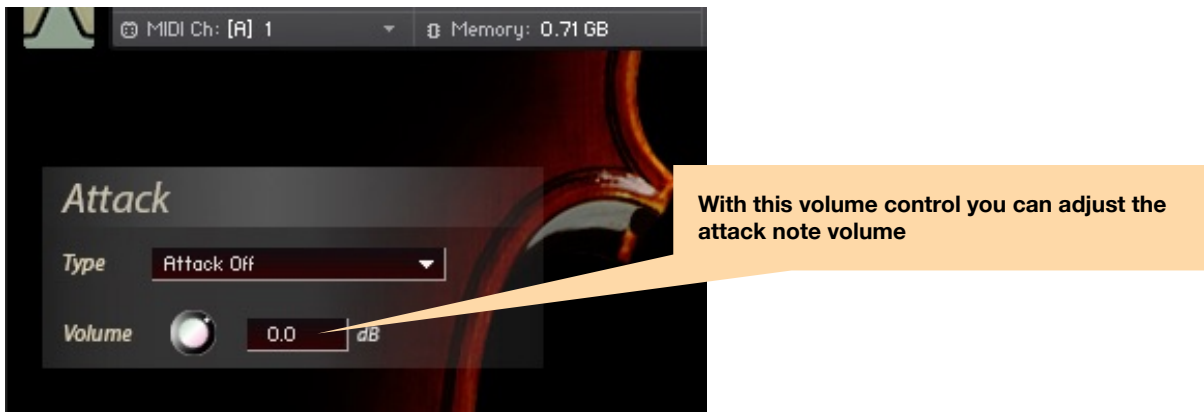 MIDI Ch: [A] 1 Memory: 0.71 GB
Attack
With this volume control you can adjust the
attack note volume
Type Attack Off
Volume 0.0 dB